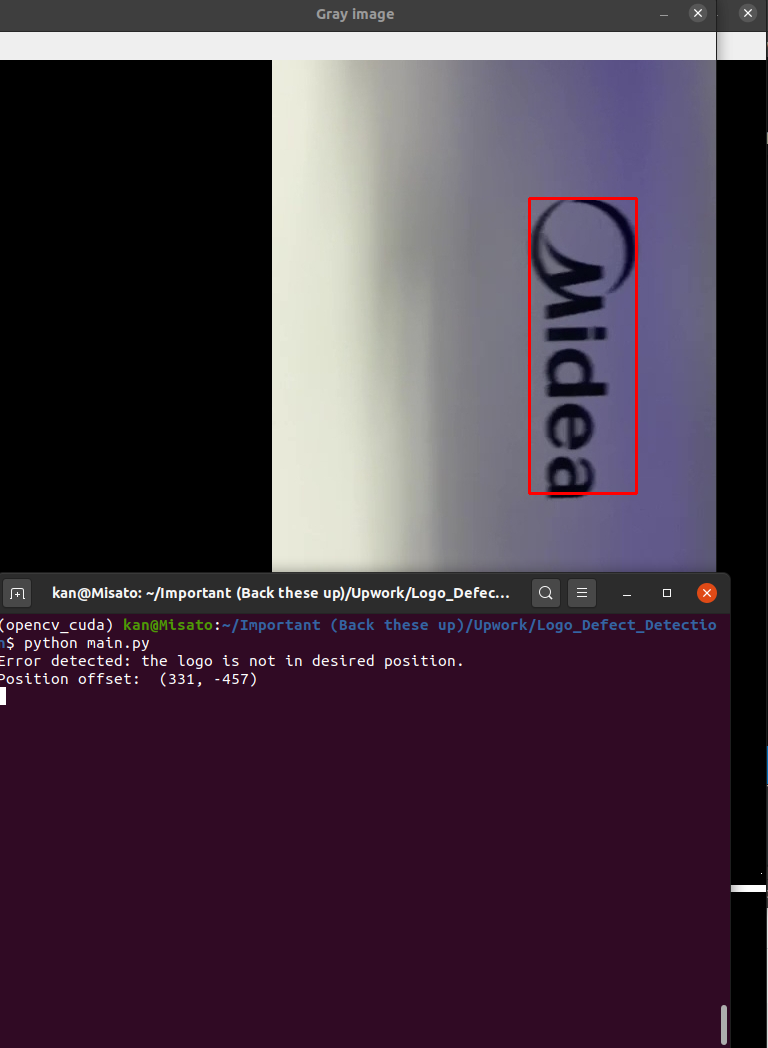 Gray image
Midea
kan@Misato: ~/Important (Back these up)/Upwork/Logo_Defec...
(opencv_cuda) kan@Misato:~/Important (Back these up)/Upwork/Logo_Defect_Detectio
n$ python main.py
Error detected: the logo is not in desired position.
Position offset:  (331, -457)